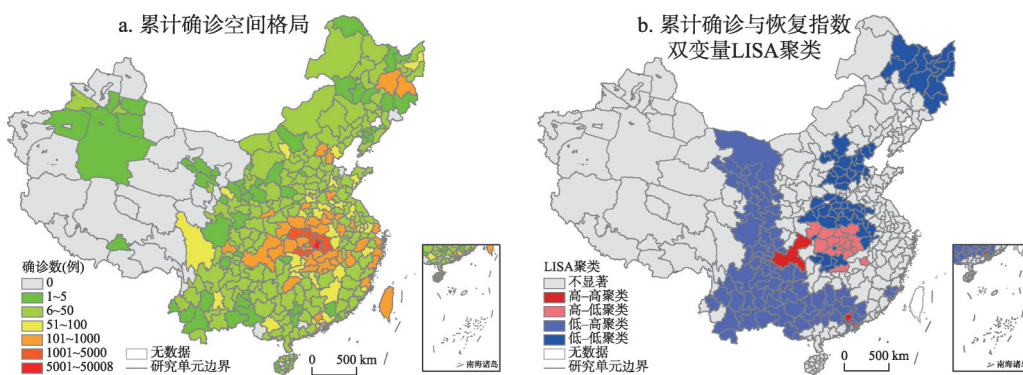 a. 累计确诊空间格局
确诊数(例)
0
1~5
6~50
51~100
101~1000
1001~5000
5001~50008
无数据
研究单元边界
0 500 km
南海诸岛
b. 累计确诊与恢复指数
双变量LISA聚类
LISA聚类
不显著
高–高聚类
高–低聚类
低–高聚类
低–低聚类
无数据
研究单元边界
0 500 km
南海诸岛